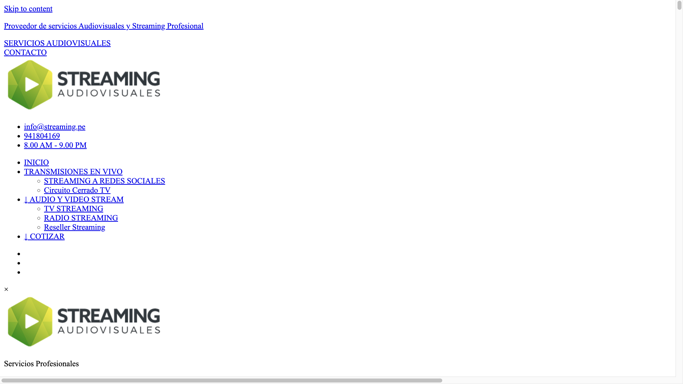 Skip to content
Proveedor de servicios Audiovisuales y Streaming Profesional
SERVICIOS AUDIOVISUALES
CONTACTO
STREAMING
AUDIOVISUALES
info@streaming.pe
941804169
8.00 AM - 9.00 PM
INICIO
TRANSMISIONES EN VIVO
STREAMING A REDES SOCIALES
Circuito Cerrado TV
↓ AUDIO Y VIDEO STREAM
TV STREAMING
RADIO STREAMING
Reseller Streaming
↓ COTIZAR
×
STREAMING
AUDIOVISUALES
Servicios Profesionales